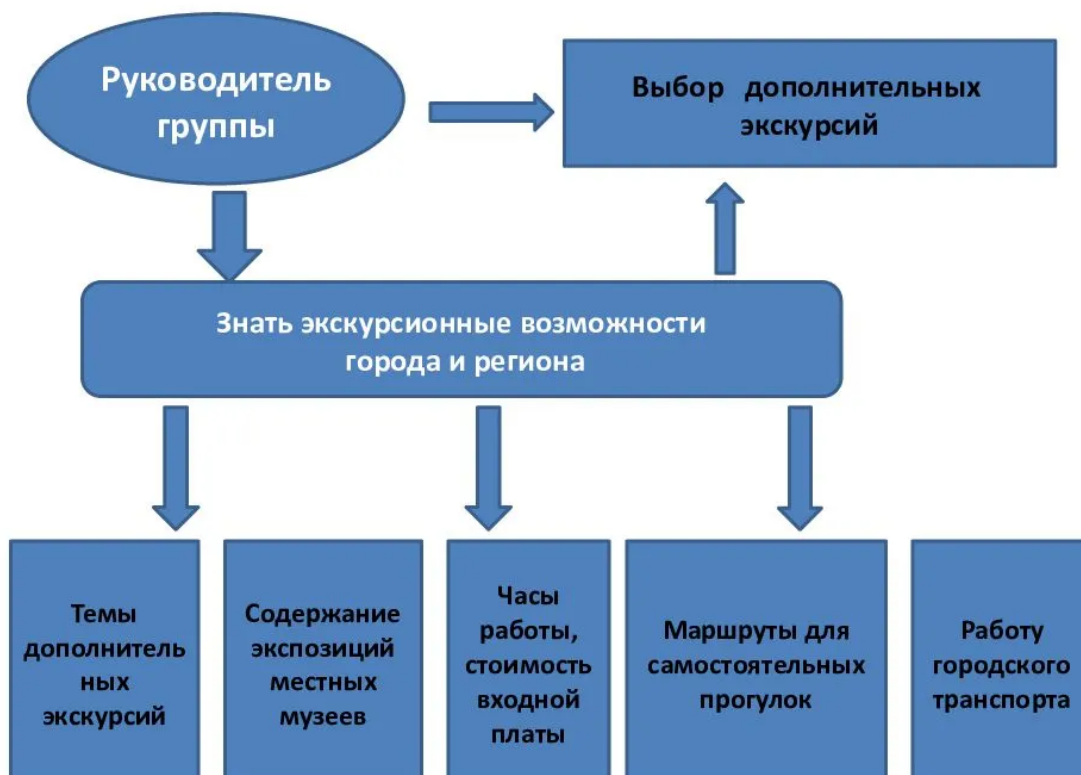 Руководитель
группы
Выбор дополнительных
экскурсий
Знать экскурсионные возможности
города и региона
Темы
дополнитель
ных
экскурсий
Содержание
экспозиций
местных
музеев
Часы
работы,
стоимость
входной
платы
Маршруты для
самостоятельных
прогулок
Работу
городского
транспорта